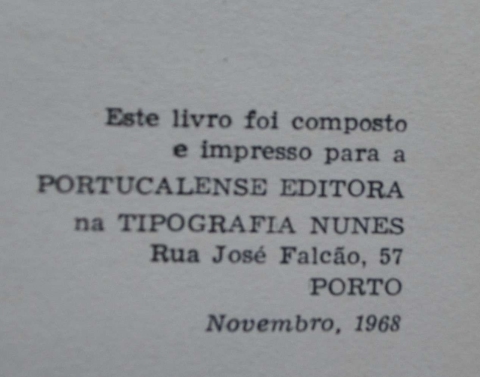 Este livro foi composto
e impresso para a
PORTUCALENSE EDITORA
na TIPOGRAFIA NUNES
Rua José Falcão, 57
PORTO
Novembro, 1968